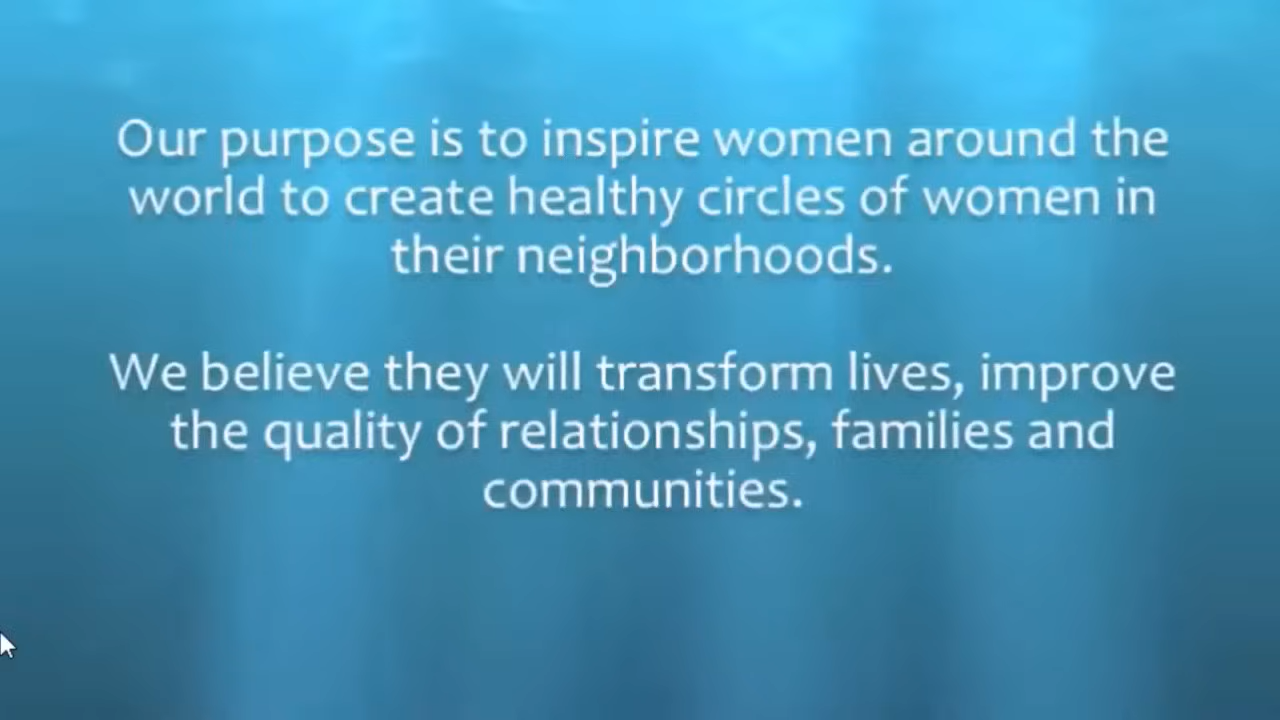 Our purpose is to inspire women around the
world to create healthy circles of women in
their neighborhoods.
We believe they will transform lives, improve
the quality of relationships, families and
communities.